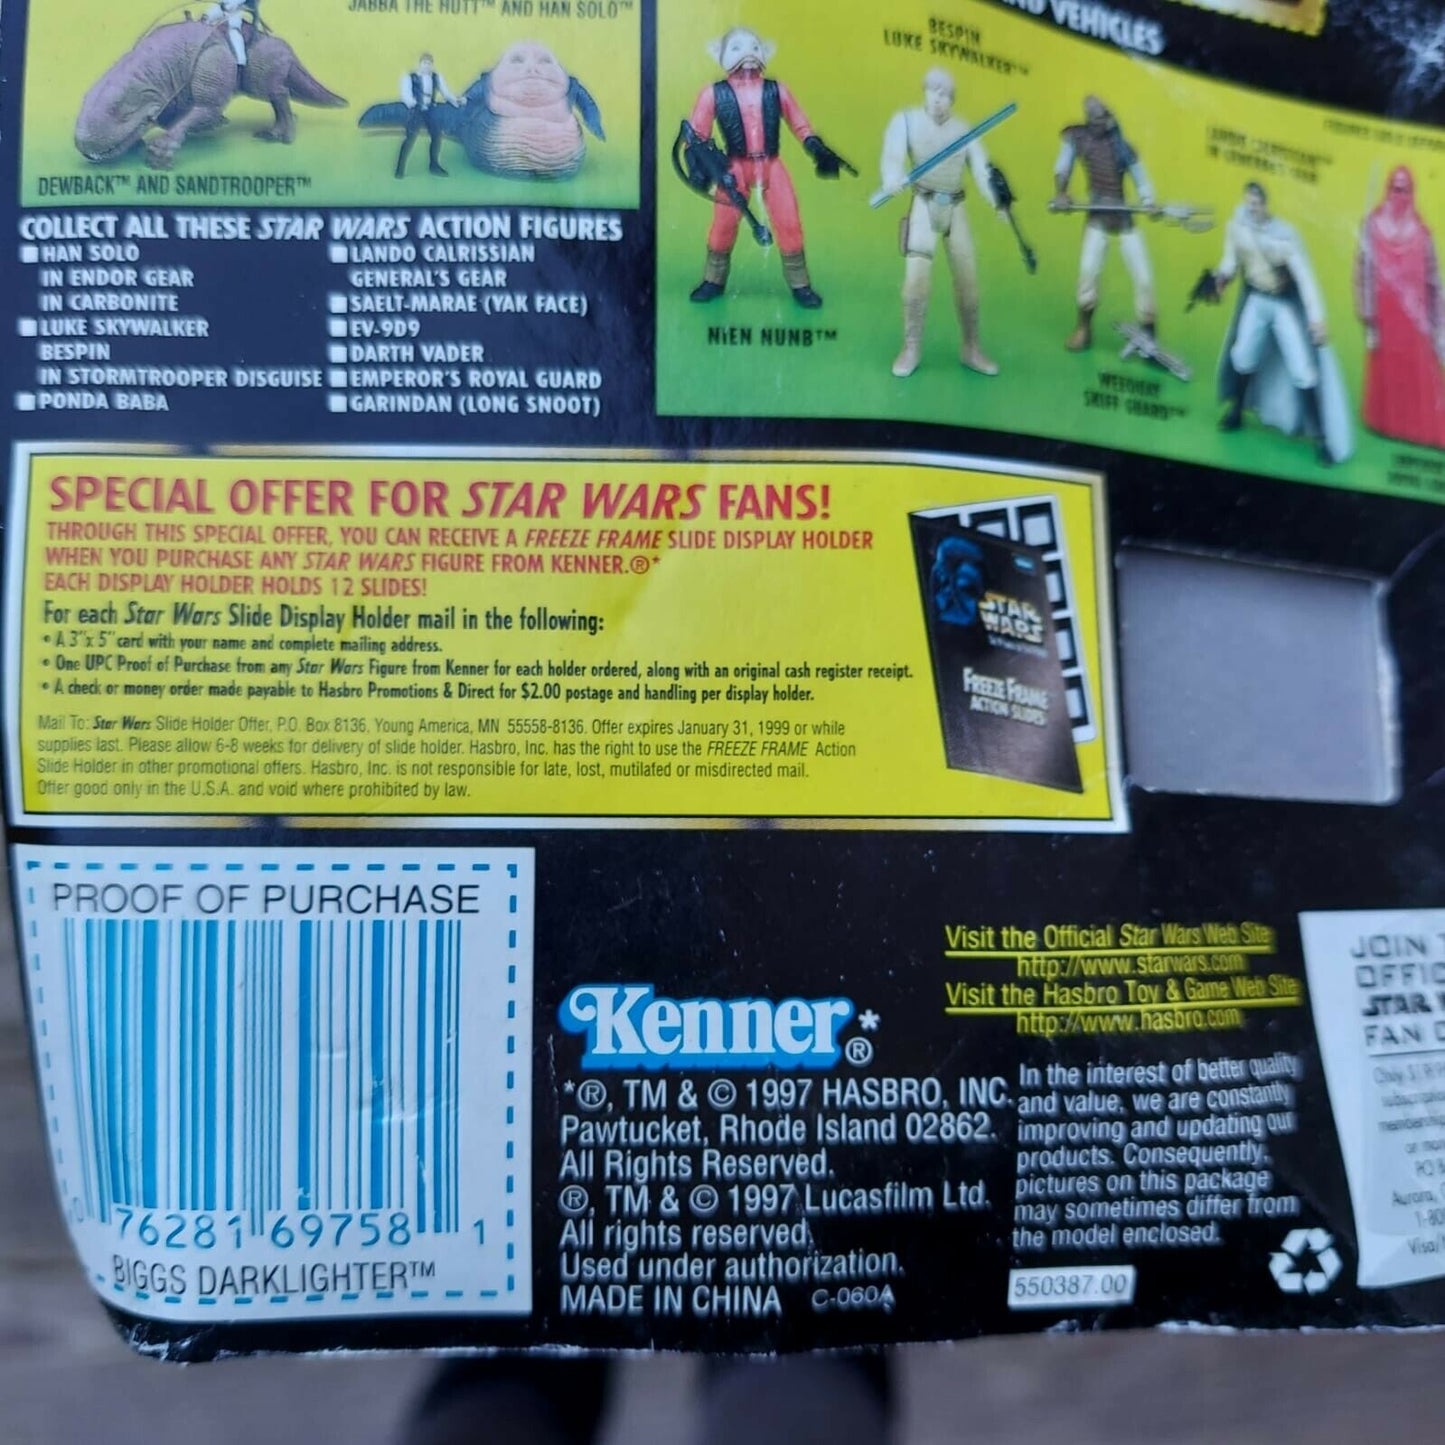 JABBA THE HUTT™ AND HAN SOLO™
DEWBACK™ AND SANDTROOPER™
AND VEHICLES
BESPIN
LUKE SKYWALKER™
NIEN NUNB™
WEEQUAY
SKIFF GUARD™
COLLECT ALL THESE STAR WARS ACTION FIGURES
HAN SOLO
IN ENDOR GEAR
IN CARBONITE
LUKE SKYWALKER
BESPIN
IN STORMTROOPER DISGUISE
PONDA BABA
LANDO CALRISSIAN
GENERAL'S GEAR
SAELT-MARAE (YAK FACE)
EV-9D9
DARTH VADER
EMPEROR'S ROYAL GUARD
GARINDAN (LONG SNOOT)
SPECIAL OFFER FOR STAR WARS FANS!
THROUGH THIS SPECIAL OFFER, YOU CAN RECEIVE A FREEZE FRAME SLIDE DISPLAY HOLDER
WHEN YOU PURCHASE ANY STAR WARS FIGURE FROM KENNER.®*
EACH DISPLAY HOLDER HOLDS 12 SLIDES!
For each Star Wars Slide Display Holder mail in the following:
• A 3"x 5" card with your name and complete mailing address.
• One UPC Proof of Purchase from any Star Wars Figure from Kenner for each holder ordered, along with an original cash register receipt.
• A check or money order made payable to Hasbro Promotions & Direct for $2.00 postage and handling per display holder.
Mail To: Star Wars Slide Holder Offer, P.O. Box 8136, Young America, MN 55558-8136. Offer expires January 31, 1999 or while
supplies last. Please allow 6-8 weeks for delivery of slide holder. Hasbro, Inc. has the right to use the FREEZE FRAME Action
Slide Holder in other promotional offers. Hasbro, Inc. is not responsible for late, lost, mutilated or misdirected mail.
Offer good only in the U.S.A. and void where prohibited by law.
STAR
WARS
FREEZE FRAME
ACTION SLIDES
PROOF OF PURCHASE
0 76281 69758 1
BIGGS DARKLIGHTER™
Kenner*®
*®, TM & © 1997 HASBRO, INC.
Pawtucket, Rhode Island 02862.
All Rights Reserved.
®, TM & © 1997 Lucasfilm Ltd.
All rights reserved.
Used under authorization.
MADE IN CHINA C-060A
Visit the Official Star Wars Web Site
http://www.starwars.com
Visit the Hasbro Toy & Game Web Site
http://www.hasbro.com
In the interest of better quality
and value, we are constantly
improving and updating our
products. Consequently,
pictures on this package
may sometimes differ from
the model enclosed.
550387.00
JOIN
OFFIC
STAR
FAN
Aurora,
Visa/